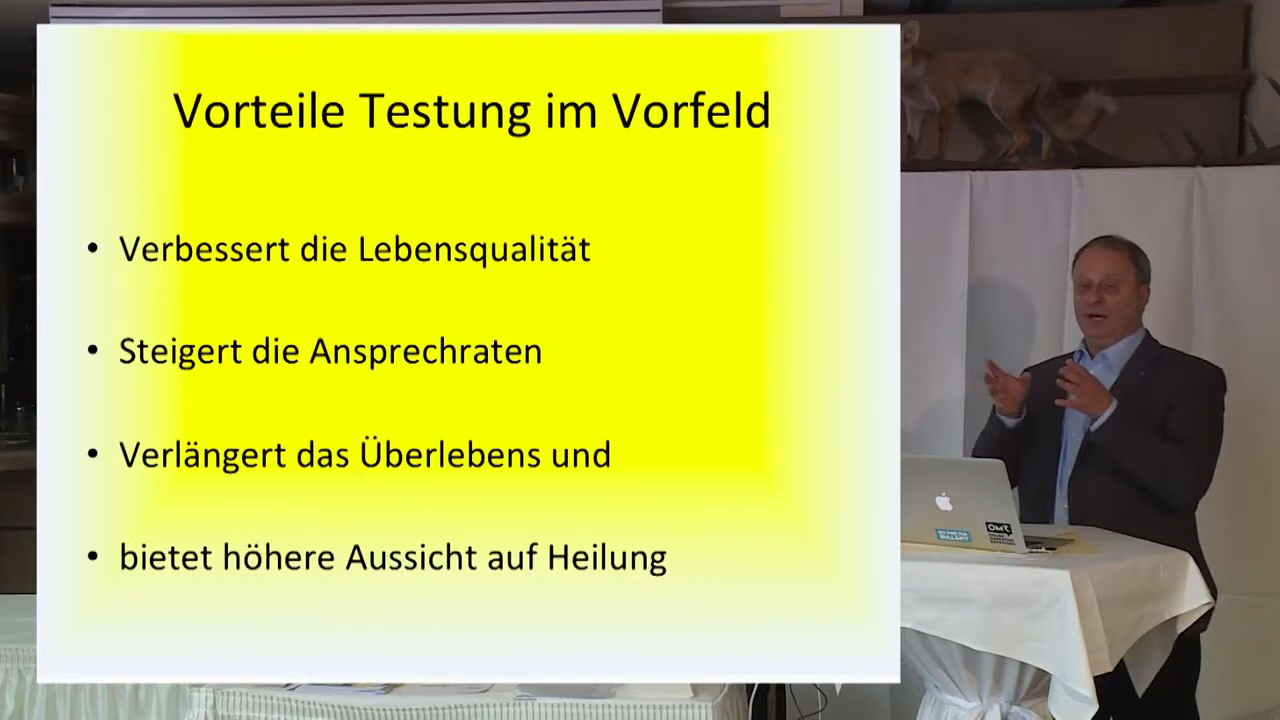 Vorteile Testung im Vorfeld
• Verbessert die Lebensqualität
• Steigert die Ansprechraten
• Verlängert das Überlebens und
• bietet höhere Aussicht auf Heilung
OMK